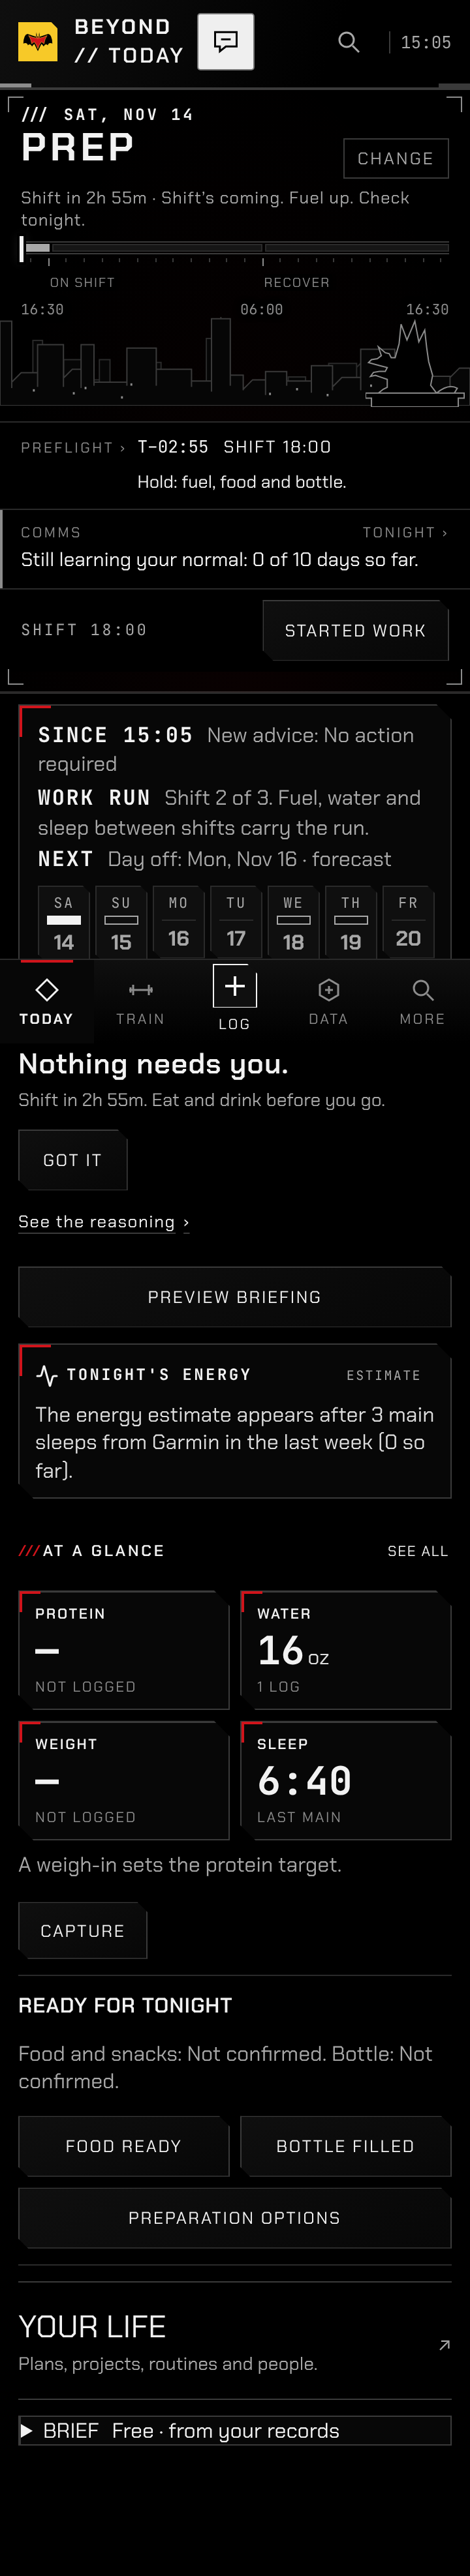 BEYOND
// TODAY
15:05
/// SAT, NOV 14
PREP
CHANGE
Shift in 2h 55m · Shift's coming. Fuel up. Check
tonight.
ON SHIFT RECOVER
16:30 06:00 16:30
PREFLIGHT › T−02:55 SHIFT 18:00
Hold: fuel, food and bottle.
COMMS TONIGHT ›
Still learning your normal: 0 of 10 days so far.
SHIFT 18:00 STARTED WORK
SINCE 15:05 New advice: No action
required
WORK RUN Shift 2 of 3. Fuel, water and
sleep between shifts carry the run.
NEXT Day off: Mon, Nov 16 · forecast
SA SU MO TU WE TH FR
14 15 16 17 18 19 20
TODAY TRAIN LOG DATA MORE
Nothing needs you.
Shift in 2h 55m. Eat and drink before you go.
GOT IT
See the reasoning ›
PREVIEW BRIEFING
TONIGHT'S ENERGY ESTIMATE
The energy estimate appears after 3 main
sleeps from Garmin in the last week (0 so
far).
///AT A GLANCE SEE ALL
PROTEIN WATER
— 16 OZ
NOT LOGGED 1 LOG
WEIGHT SLEEP
— 6:40
NOT LOGGED LAST MAIN
A weigh-in sets the protein target.
CAPTURE
READY FOR TONIGHT
Food and snacks: Not confirmed. Bottle: Not
confirmed.
FOOD READY BOTTLE FILLED
PREPARATION OPTIONS
YOUR LIFE
Plans, projects, routines and people.
BRIEF Free · from your records